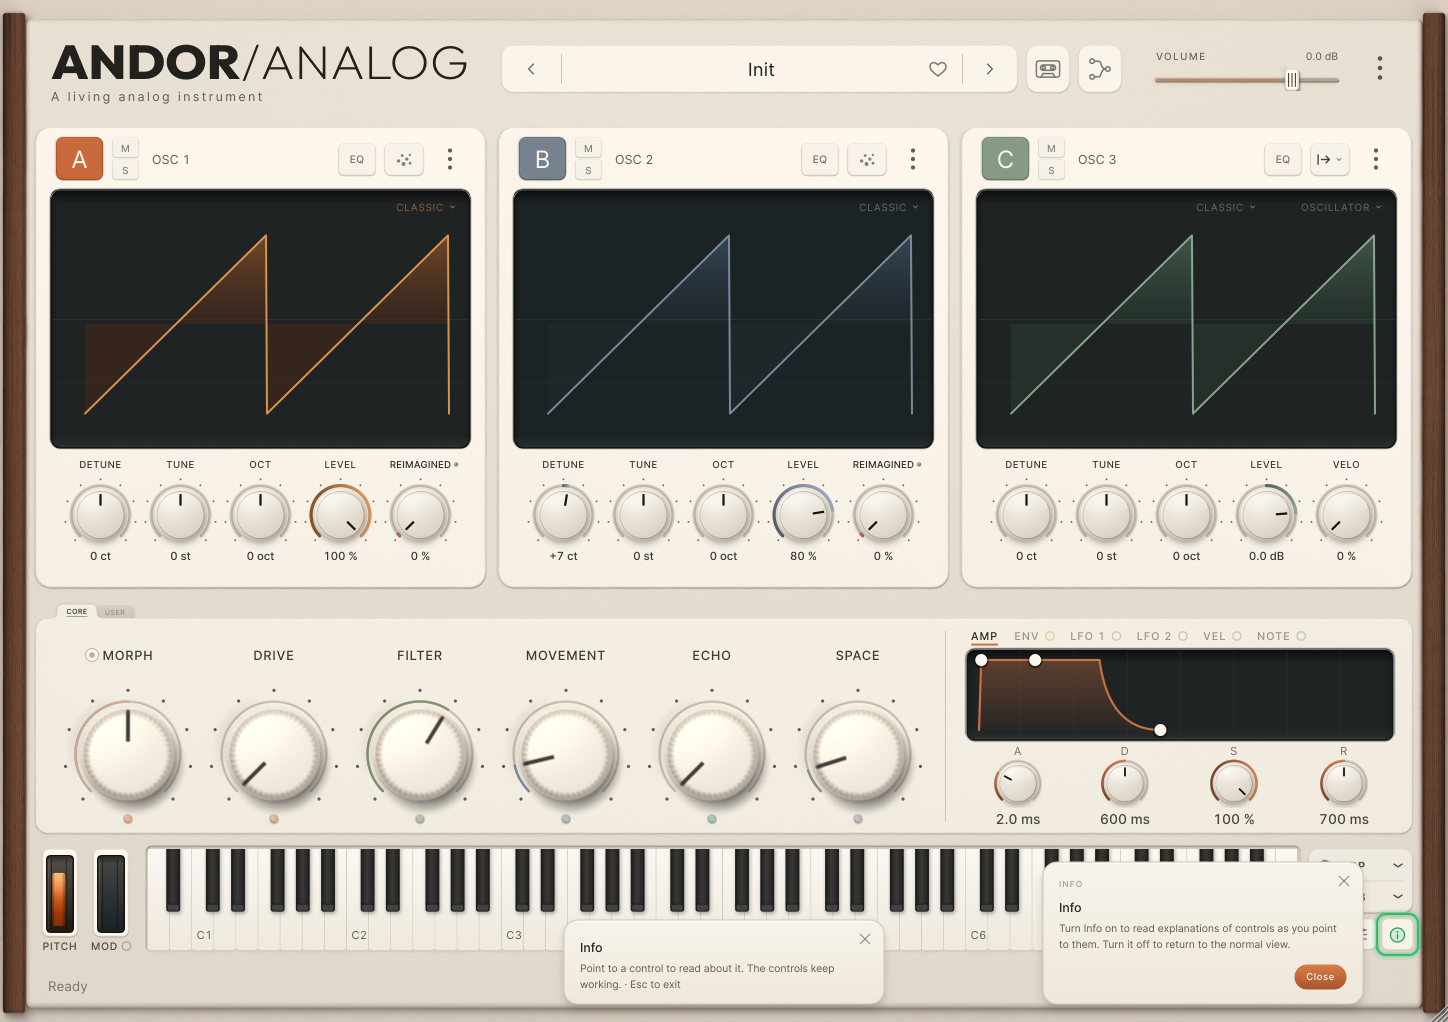 ANDOR/ANALOG
A living analog instrument
Init
VOLUME 0.0 dB
A M S OSC 1 EQ
B M S OSC 2 EQ
C M S OSC 3 EQ
CLASSIC
CLASSIC
CLASSIC OSCILLATOR
DETUNE TUNE OCT LEVEL REIMAGINED
0 ct 0 st 0 oct 100 % 0 %
DETUNE TUNE OCT LEVEL REIMAGINED
+7 ct 0 st 0 oct 80 % 0 %
DETUNE TUNE OCT LEVEL VELO
0 ct 0 st 0 oct 0.0 dB 0 %
CORE USER
MORPH DRIVE FILTER MOVEMENT ECHO SPACE
AMP ENV LFO 1 LFO 2 VEL NOTE
A D S R
2.0 ms 600 ms 100 % 700 ms
PITCH MOD
C1 C2 C3 C6
Info
Point to a control to read about it. The controls keep
working. · Esc to exit
INFO
Info
Turn Info on to read explanations of controls as you point
to them. Turn it off to return to the normal view.
Close
Ready